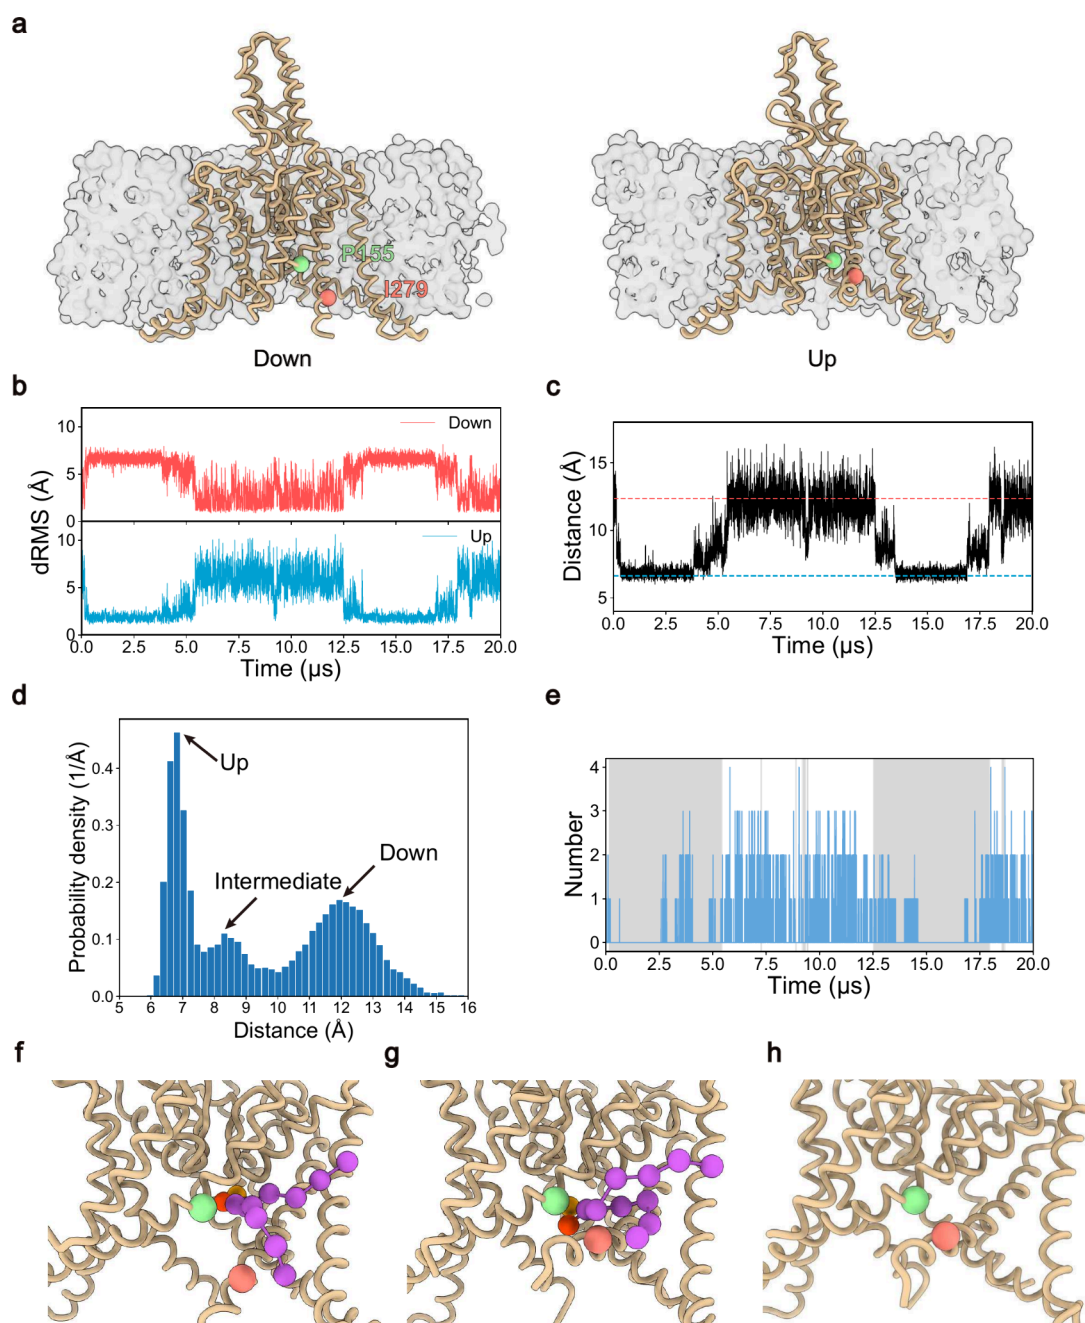 a
P155
I279
Down
Up
b
Down
Up
dRMS (Å)
10
5
0
10
5
0
0.0 2.5 5.0 7.5 10.0 12.5 15.0 17.5 20.0
Time (µs)
c
Distance (Å)
15
10
5
0.0 2.5 5.0 7.5 10.0 12.5 15.0 17.5 20.0
Time (µs)
d
Probability density (1/Å)
0.4
0.3
0.2
0.1
0.0
Up
Intermediate
Down
5 6 7 8 9 10 11 12 13 14 15 16
Distance (Å)
e
Number
4
3
2
1
0
0.0 2.5 5.0 7.5 10.0 12.5 15.0 17.5 20.0
Time (µs)
f
g
h